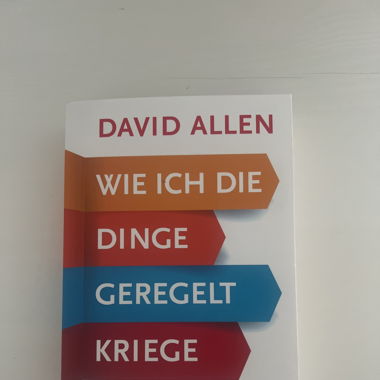 DAVID ALLEN
WIE ICH DIE
DINGE
GEREGELT
KRIEGE